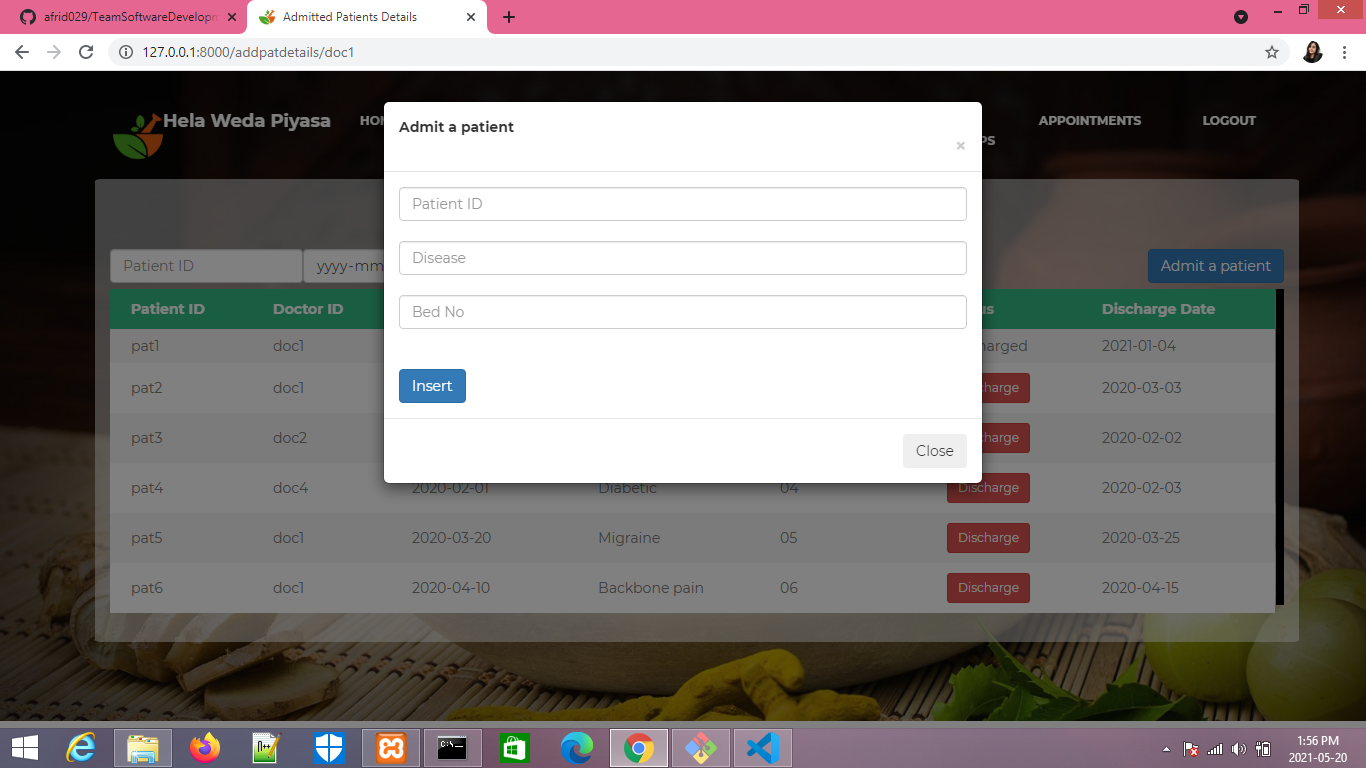 afrid029/TeamSoftwareDevelopm
Admitted Patients Details
127.0.0.1:8000/addpatdetails/doc1
Hela Weda Piyasa
APPOINTMENTS
LOGOUT
Admit a patient
×
Patient ID
Disease
Bed No
Insert
Close
Patient ID
yyyy-mm
Admit a patient
Patient ID Doctor ID Discharge Date
pat1 doc1 2021-01-04
pat2 doc1 2020-03-03
pat3 doc2 2020-02-02
pat4 doc4 2020-02-01 Diabetic 04 Discharge 2020-02-03
pat5 doc1 2020-03-20 Migraine 05 Discharge 2020-03-25
pat6 doc1 2020-04-10 Backbone pain 06 Discharge 2020-04-15
1:56 PM
2021-05-20